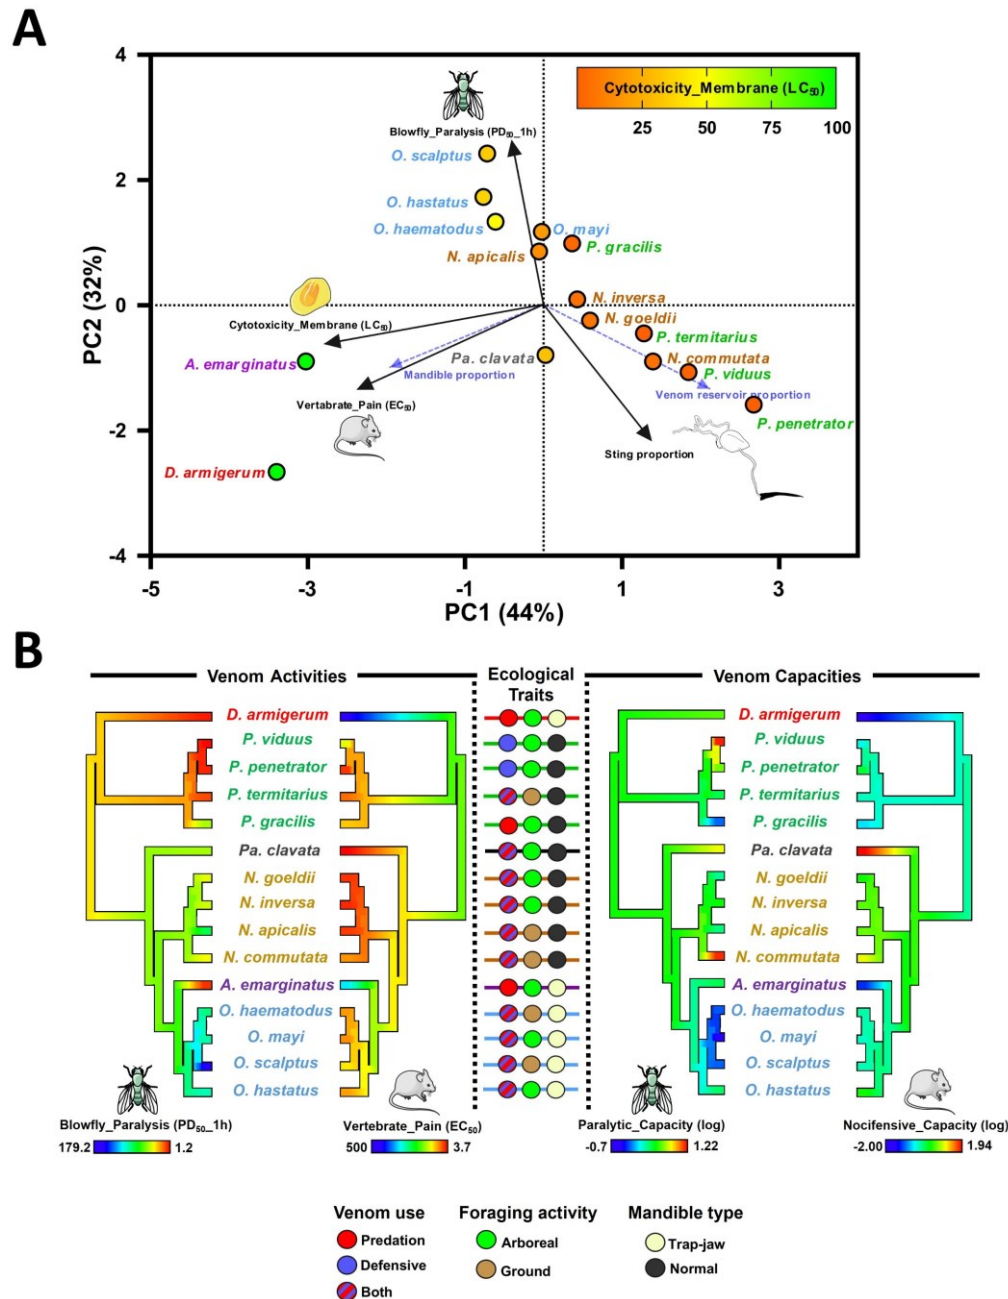 A
4
2
0
-2
-4
PC2 (32%)
-5
-3
-1
1
3
PC1 (44%)
Cytotoxicity_Membrane (LC₅₀)
25 50 75 100
Blowfly_Paralysis (PD₅₀_1h)
O. scalptus
O. hastatus
O. haematodus
O. mayi
N. apicalis
P. gracilis
N. inversa
N. goeldii
Cytotoxicity_Membrane (LC₅₀)
P. termitarius
Pa. clavata
N. commutata
A. emarginatus
Mandible proportion
P. viduus
Venom reservoir proportion
Vertabrate_Pain (EC₅₀)
P. penetrator
Sting proportion
D. armigerum
B
Venom Activities
Ecological
Traits
Venom Capacities
D. armigerum D. armigerum
P. viduus P. viduus
P. penetrator P. penetrator
P. termitarius P. termitarius
P. gracilis P. gracilis
Pa. clavata Pa. clavata
N. goeldii N. goeldii
N. inversa N. inversa
N. apicalis N. apicalis
N. commutata N. commutata
A. emarginatus A. emarginatus
O. haematodus O. haematodus
O. mayi O. mayi
O. scalptus O. scalptus
O. hastatus O. hastatus
Blowfly_Paralysis (PD₅₀_1h) Vertebrate_Pain (EC₅₀) Paralytic_Capacity (log) Nocifensive_Capacity (log)
179.2 1.2 500 3.7 -0.7 1.22 -2.00 1.94
Venom use Foraging activity Mandible type
Predation Arboreal Trap-jaw
Defensive Ground Normal
Both